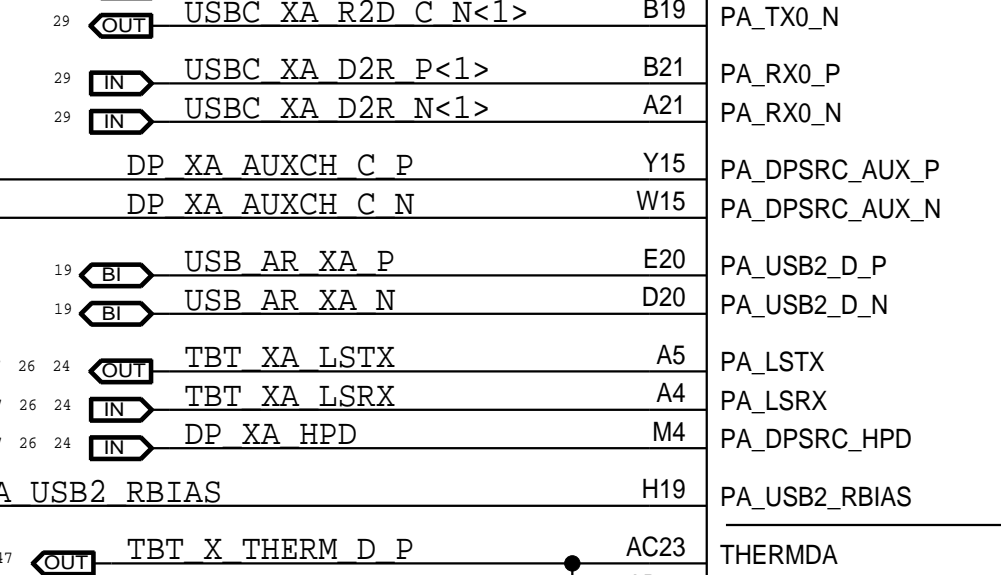 29 OUT USBC_XA_R2D_C_N<1> B19 PA_TX0_N
29 IN USBC_XA_D2R_P<1> B21 PA_RX0_P
29 IN USBC_XA_D2R_N<1> A21 PA_RX0_N
DP_XA_AUXCH_C_P Y15 PA_DPSRC_AUX_P
DP_XA_AUXCH_C_N W15 PA_DPSRC_AUX_N
19 BI USB_AR_XA_P E20 PA_USB2_D_P
19 BI USB_AR_XA_N D20 PA_USB2_D_N
26 24 OUT TBT_XA_LSTX A5 PA_LSTX
26 24 IN TBT_XA_LSRX A4 PA_LSRX
26 24 IN DP_XA_HPD M4 PA_DPSRC_HPD
A_USB2_RBIAS H19 PA_USB2_RBIAS
47 OUT TBT_X_THERM_D_P AC23 THERMDA